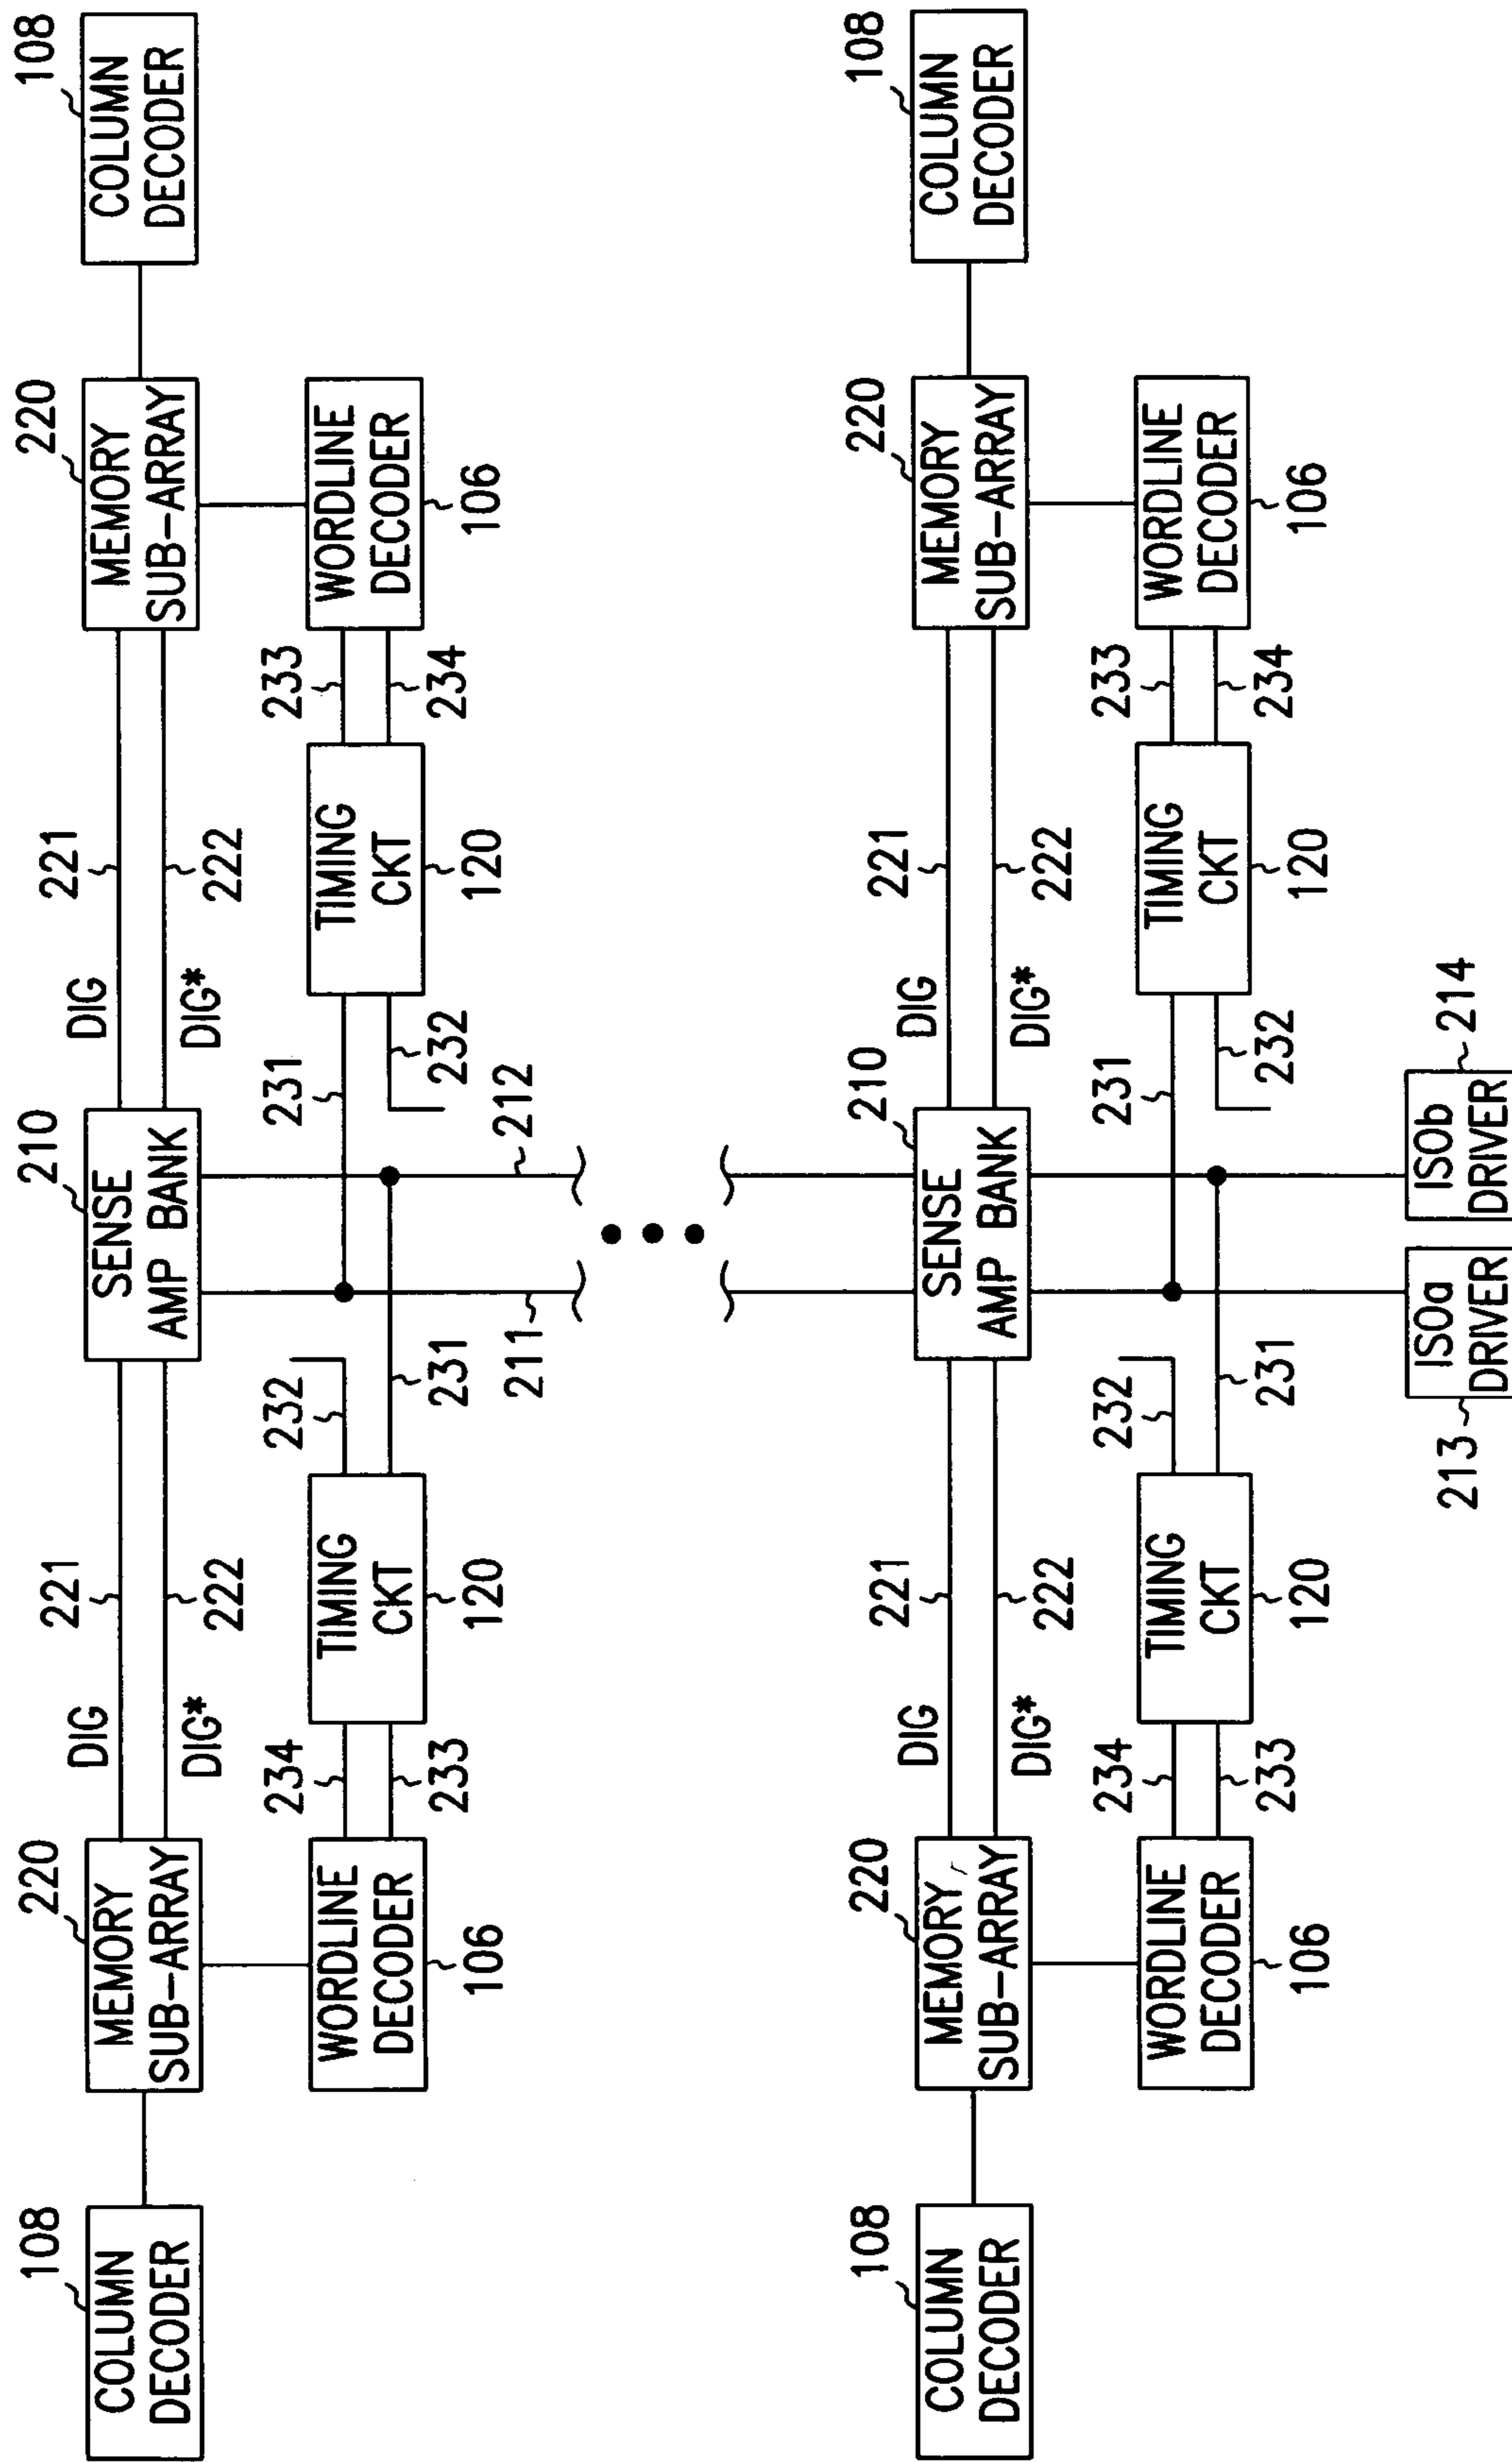 108 220 221 210 221 220 108
DIG DIG
COLUMN MEMORY SENSE MEMORY COLUMN
DECODER SUB-ARRAY AMP BANK SUB-ARRAY DECODER
DIG* 222 DIG* 222
234 232 231 233
WORDLINE TIMING TIMING WORDLINE
DECODER CKT CKT DECODER
233 231 232 234
106 120 120 106
211 212
108 220 221 210 221 220 108
DIG DIG
COLUMN MEMORY SENSE MEMORY COLUMN
DECODER SUB-ARRAY AMP BANK SUB-ARRAY DECODER
DIG* 222 DIG* 222
234 232 231 233
WORDLINE TIMING TIMING WORDLINE
DECODER CKT CKT DECODER
233 231 232 234
106 120 120 106
213 ISOa ISOb 214
DRIVER DRIVER